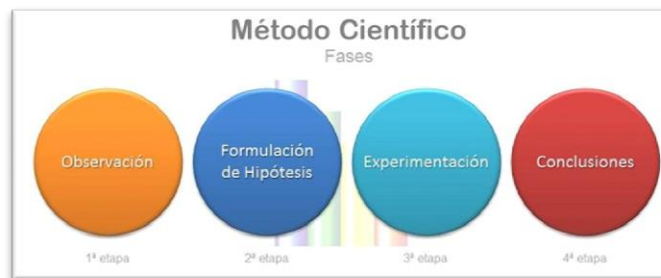 Método Científico
Fases
Observación
Formulación
de Hipótesis
Experimentación
Conclusiones
1ª etapa
2ª etapa
3ª etapa
4ª etapa